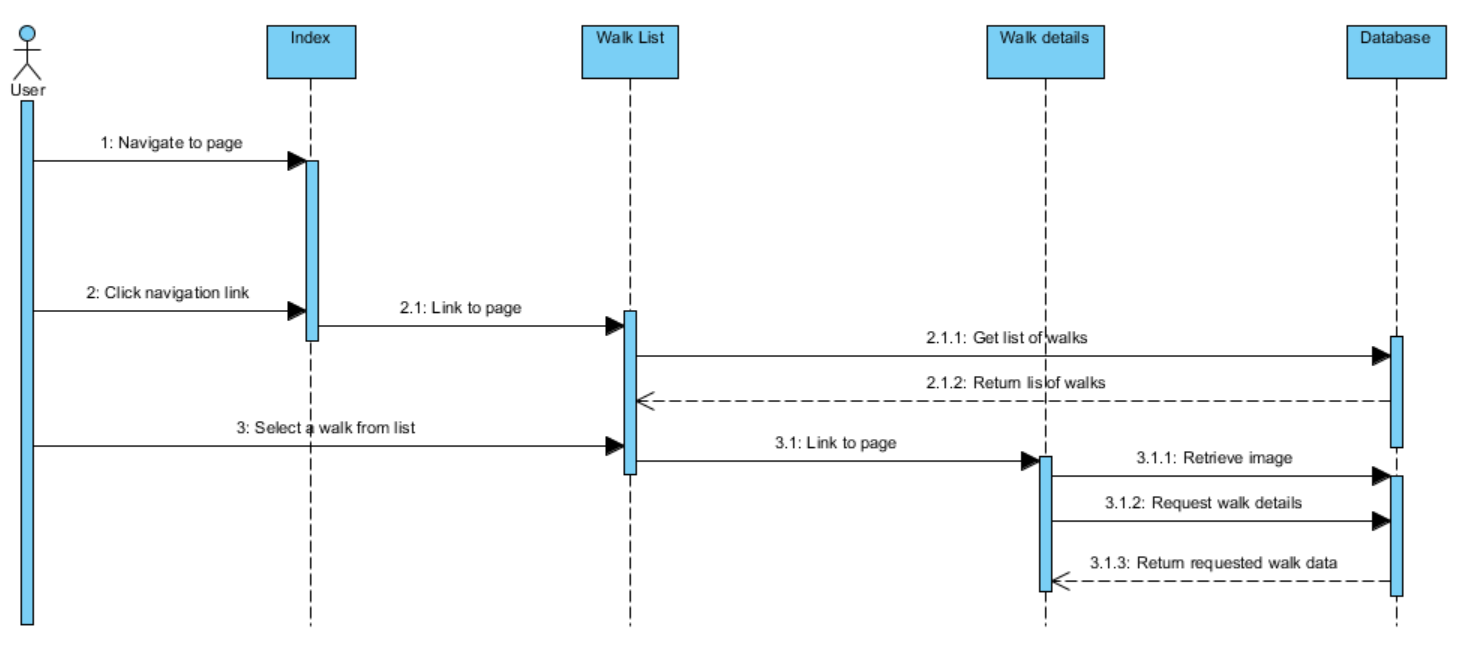 Index
Walk List
Walk details
Database
User
1: Navigate to page
2: Click navigation link
2.1: Link to page
2.1.1: Get list of walks
2.1.2: Return lis of walks
3: Select a walk from list
3.1: Link to page
3.1.1: Retrieve image
3.1.2: Request walk details
3.1.3: Return requested walk data